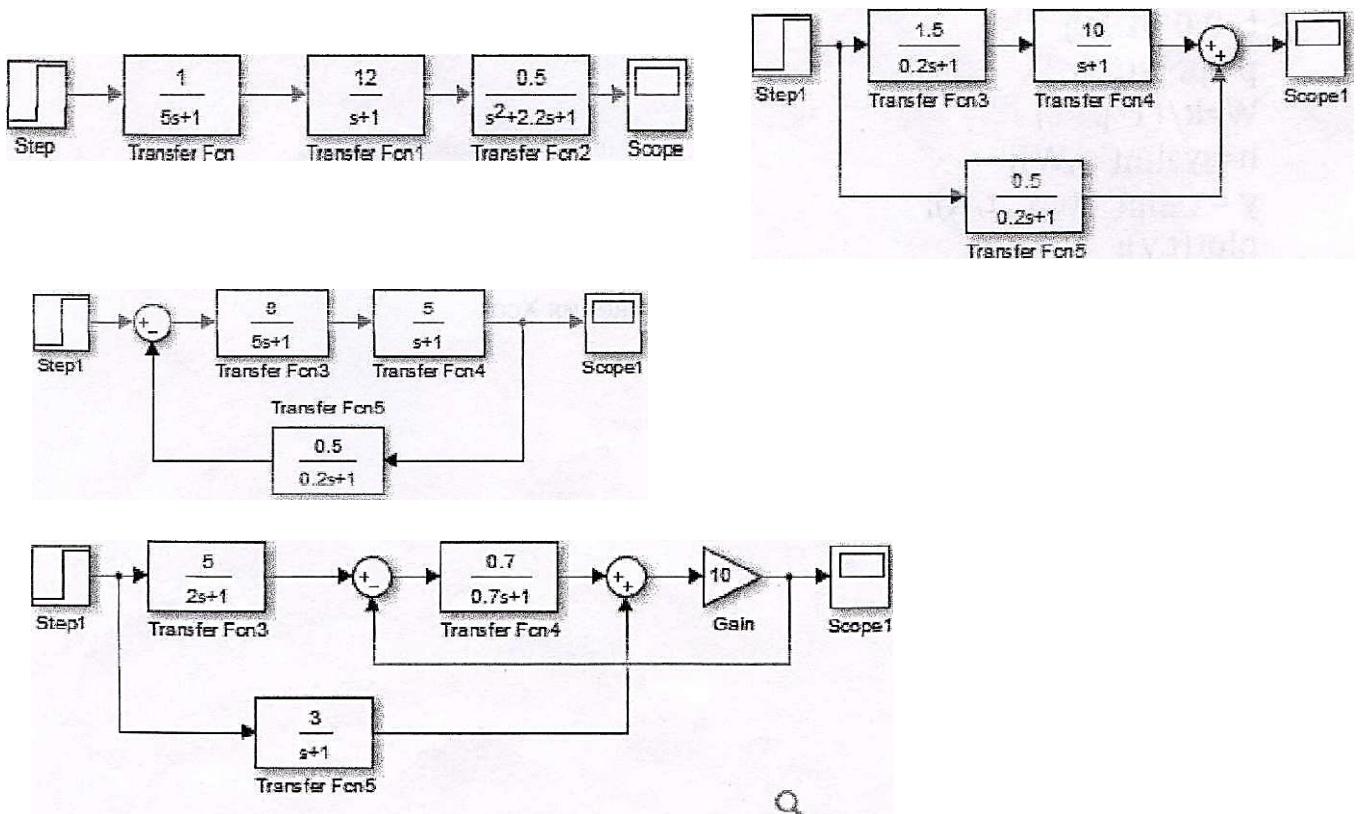 1
5s+1
12
s+1
0.5
s²+2.2s+1
Step
Transfer Fcn
Transfer Fcn1
Transfer Fcn2
Scope
1.5
0.2s+1
10
s+1
+
+
Step1
Transfer Fcn3
Transfer Fcn4
Scope1
0.5
0.2s+1
Transfer Fcn5
+
−
8
5s+1
5
s+1
Step1
Transfer Fcn3
Transfer Fcn4
Scope1
Transfer Fcn5
0.5
0.2s+1
5
2s+1
+
−
0.7
0.7s+1
+
+
10
Step1
Transfer Fcn3
Transfer Fcn4
Gain
Scope1
3
s+1
Transfer Fcn5